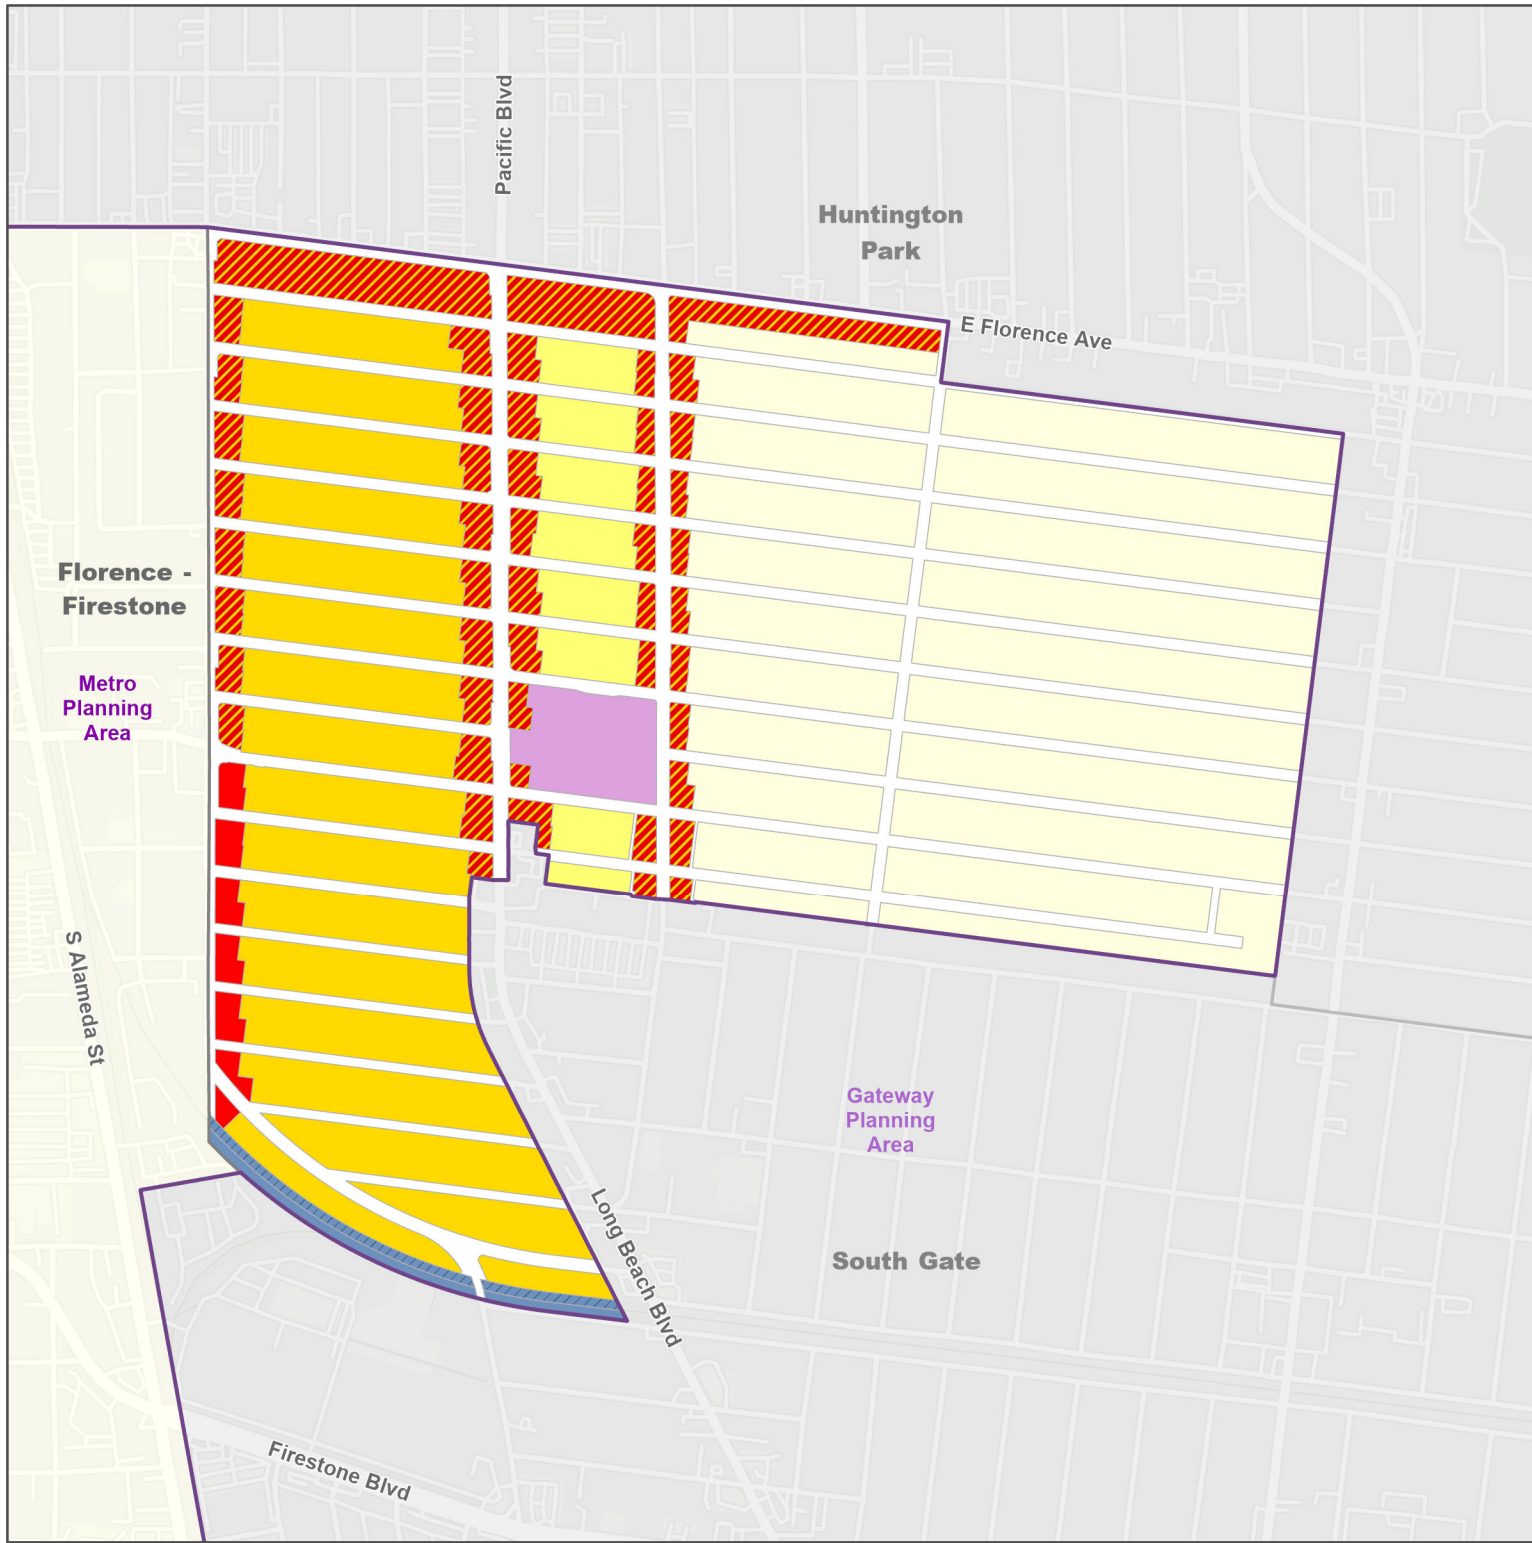 Pacific Blvd
Huntington
Park
E Florence Ave
Florence -
Firestone
Metro
Planning
Area
S Alameda St
Gateway
Planning
Area
Long Beach Blvd
South Gate
Firestone Blvd